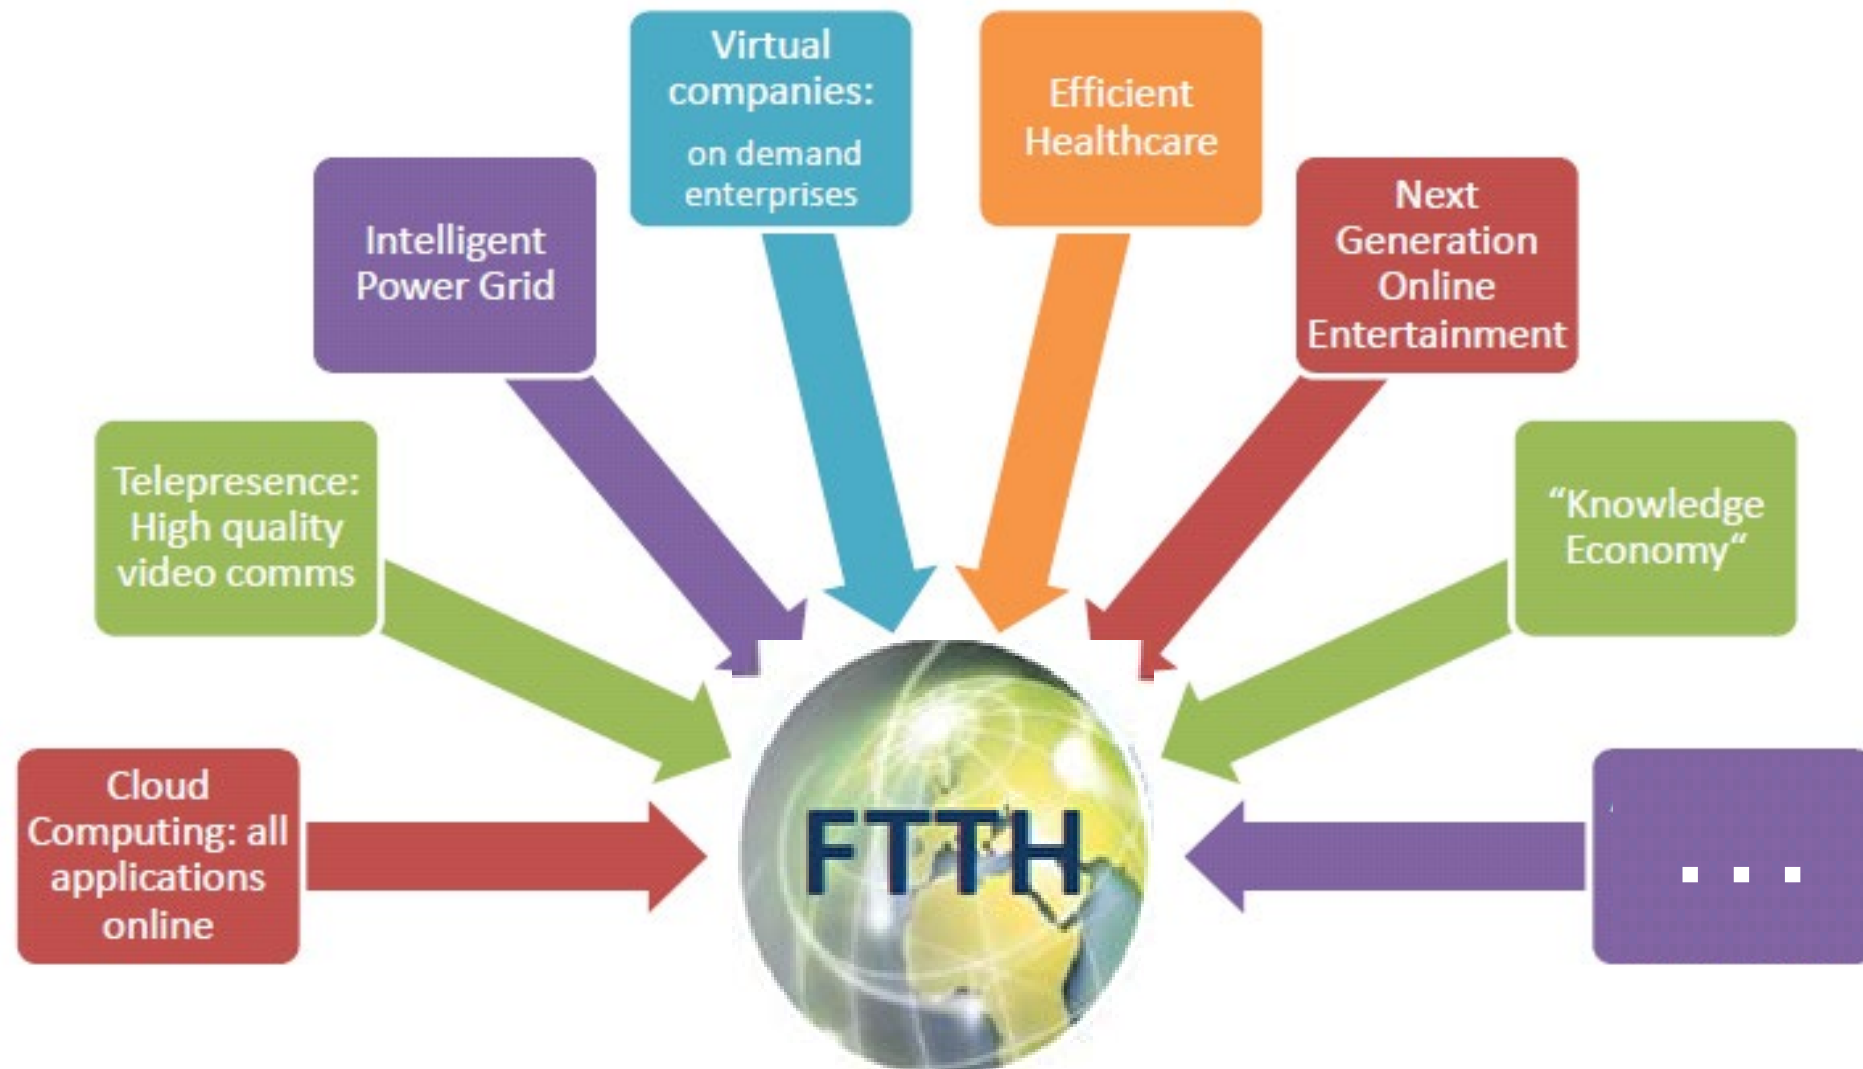 Virtual
companies:
on demand
enterprises
Efficient
Healthcare
Intelligent
Power Grid
Next
Generation
Online
Entertainment
Telepresence:
High quality
video comms
“Knowledge
Economy“
Cloud
Computing: all
applications
online
FTTH
. . .